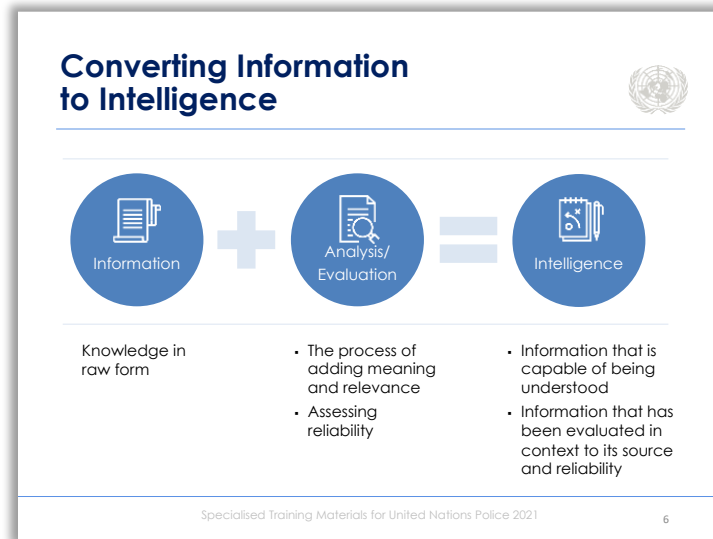 Converting Information
to Intelligence
Information
Analysis/
Evaluation
Intelligence
Knowledge in
raw form
▪ The process of
adding meaning
and relevance
▪ Assessing
reliability
▪ Information that is
capable of being
understood
▪ Information that has
been evaluated in
context to its source
and reliability
Specialised Training Materials for United Nations Police 2021
6